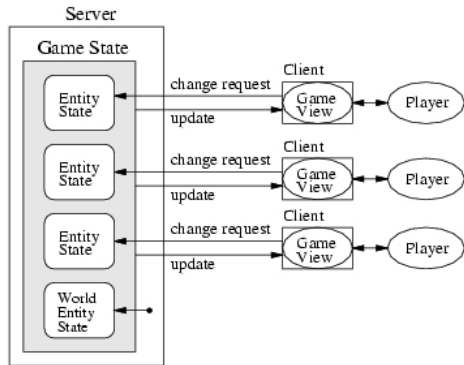 Server
Game State
Entity
State
change request
update
Client
Game
View
Player
Entity
State
change request
update
Client
Game
View
Player
Entity
State
change request
update
Client
Game
View
Player
World
Entity
State